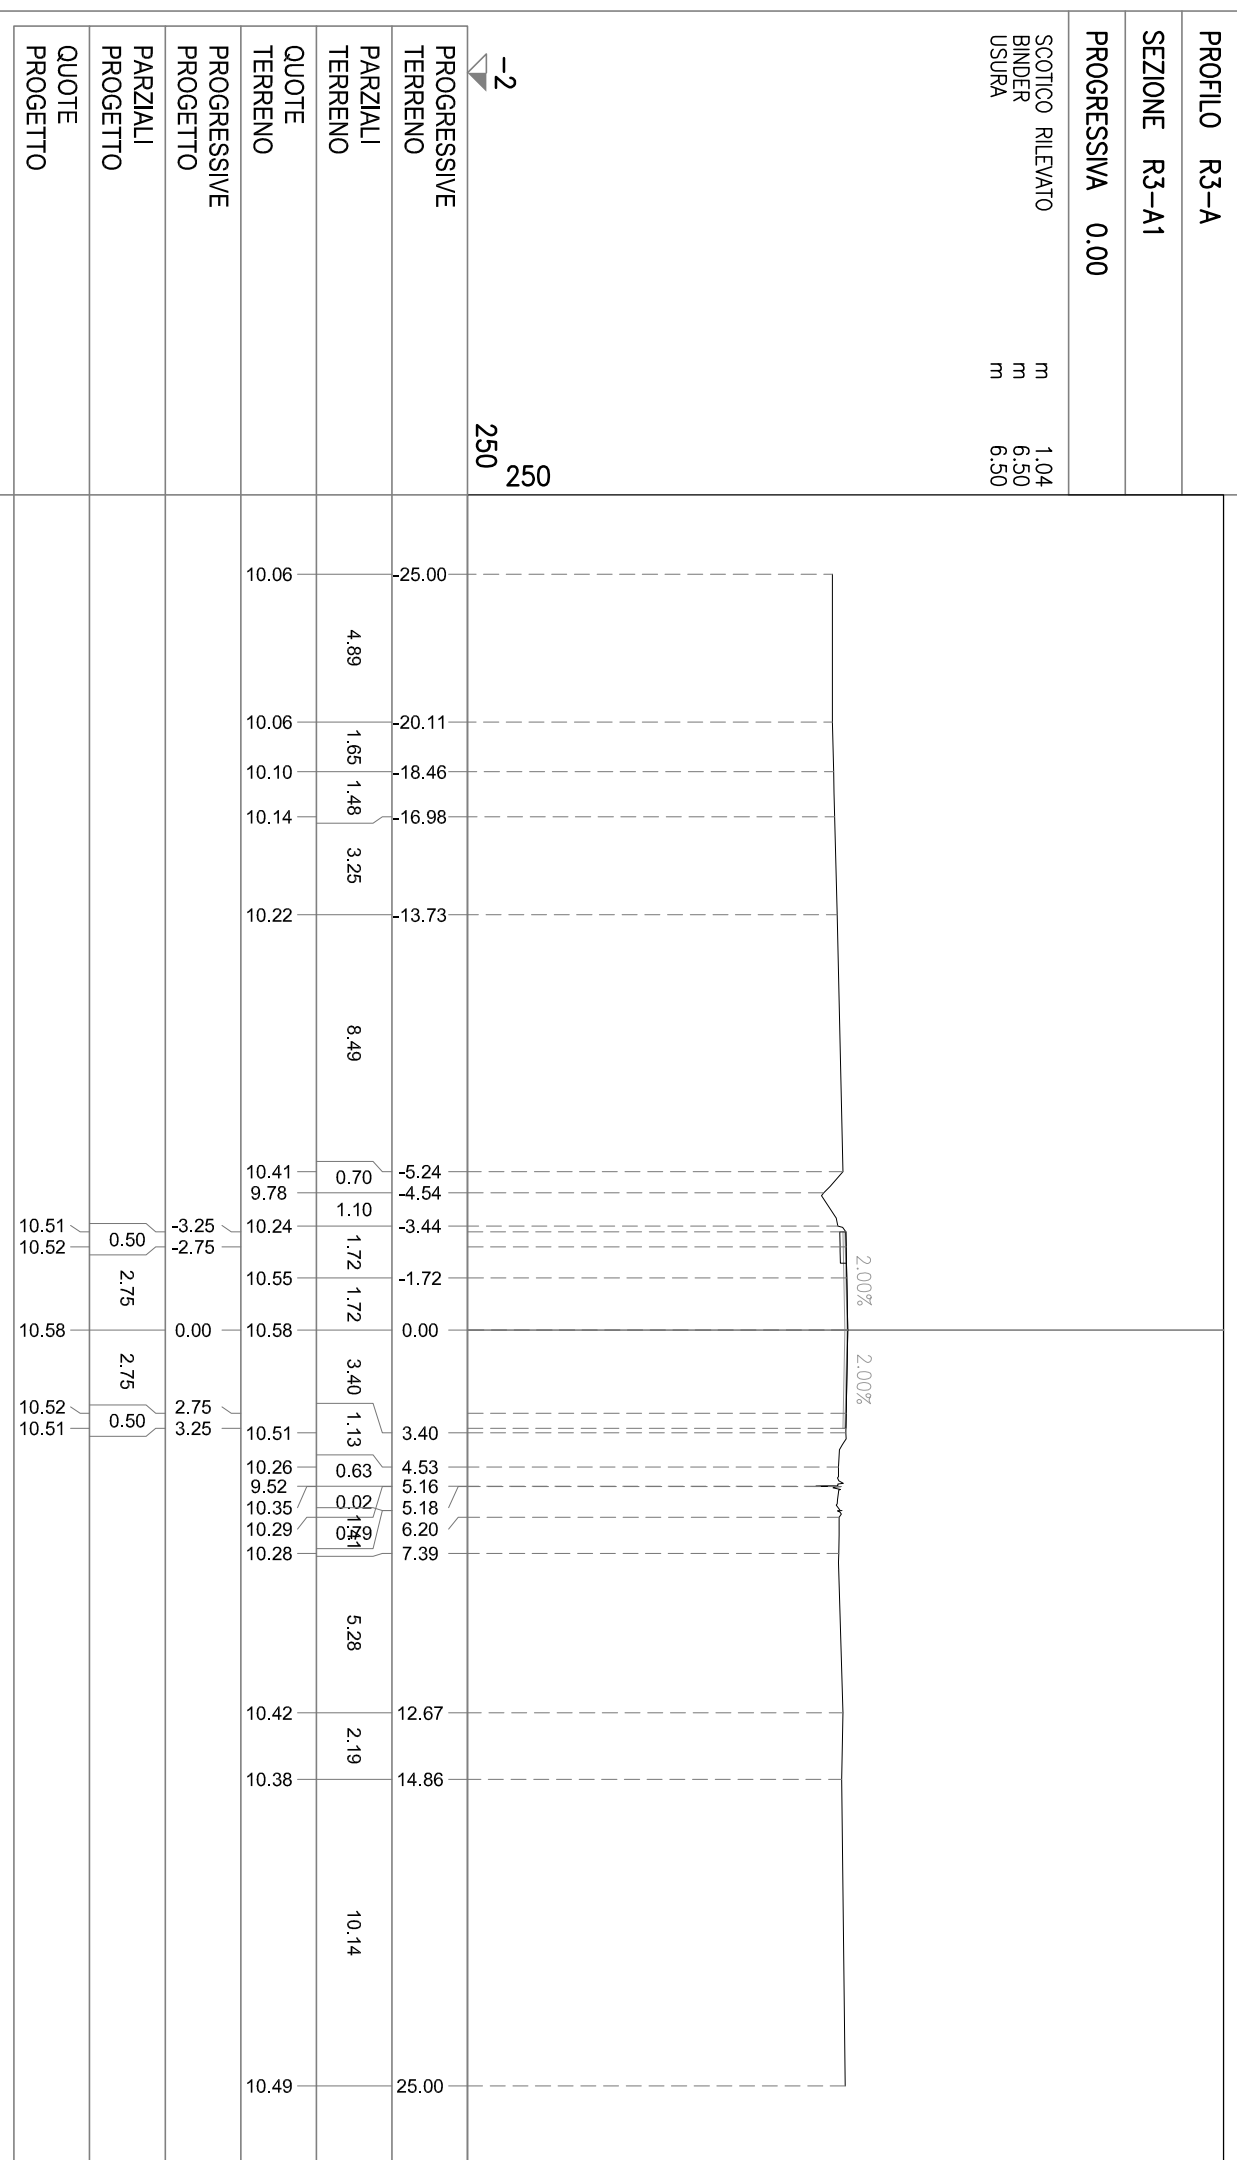 PROFILO R3-A
SEZIONE R3-A1
PROGRESSIVA 0.00
SCOTICO RILEVATO m 1.04
BINDER m 6.50
USURA m 6.50
2.00% 2.00%
250
250
-2
PROGRESSIVE TERRENO
-25.00 -20.11 -18.46 -16.98 -13.73 -5.24 -4.54 -3.44 -1.72 0.00 3.40 4.53 5.16 5.18 6.20 7.39 12.67 14.86 25.00
PARZIALI TERRENO
4.89 1.65 1.48 3.25 8.49 0.70 1.10 1.72 1.72 3.40 1.13 0.63 0.02 5.28 2.19 10.14
QUOTE TERRENO
10.06 10.06 10.10 10.14 10.22 10.41 9.78 10.24 10.55 10.58 10.51 10.26 9.52 10.35 10.29 10.28 10.42 10.38 10.49
PROGRESSIVE PROGETTO
-3.25 -2.75 0.00 2.75 3.25
PARZIALI PROGETTO
0.50 2.75 2.75 0.50
QUOTE PROGETTO
10.51 10.52 10.58 10.52 10.51